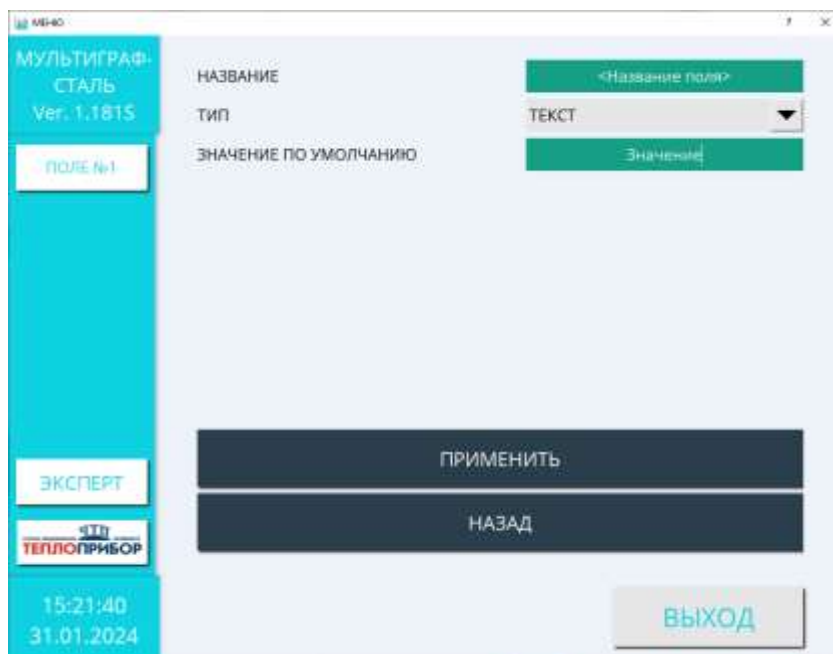 МЕНЮ
МУЛЬТИГРАФ-
СТАЛЬ
Ver. 1.181S
ПОЛЕ №1
НАЗВАНИЕ
<Название поля>
ТИП
ТЕКСТ
ЗНАЧЕНИЕ ПО УМОЛЧАНИЮ
Значение
ПРИМЕНИТЬ
НАЗАД
ЭКСПЕРТ
ТЕПЛОПРИБОР
15:21:40
31.01.2024
ВЫХОД